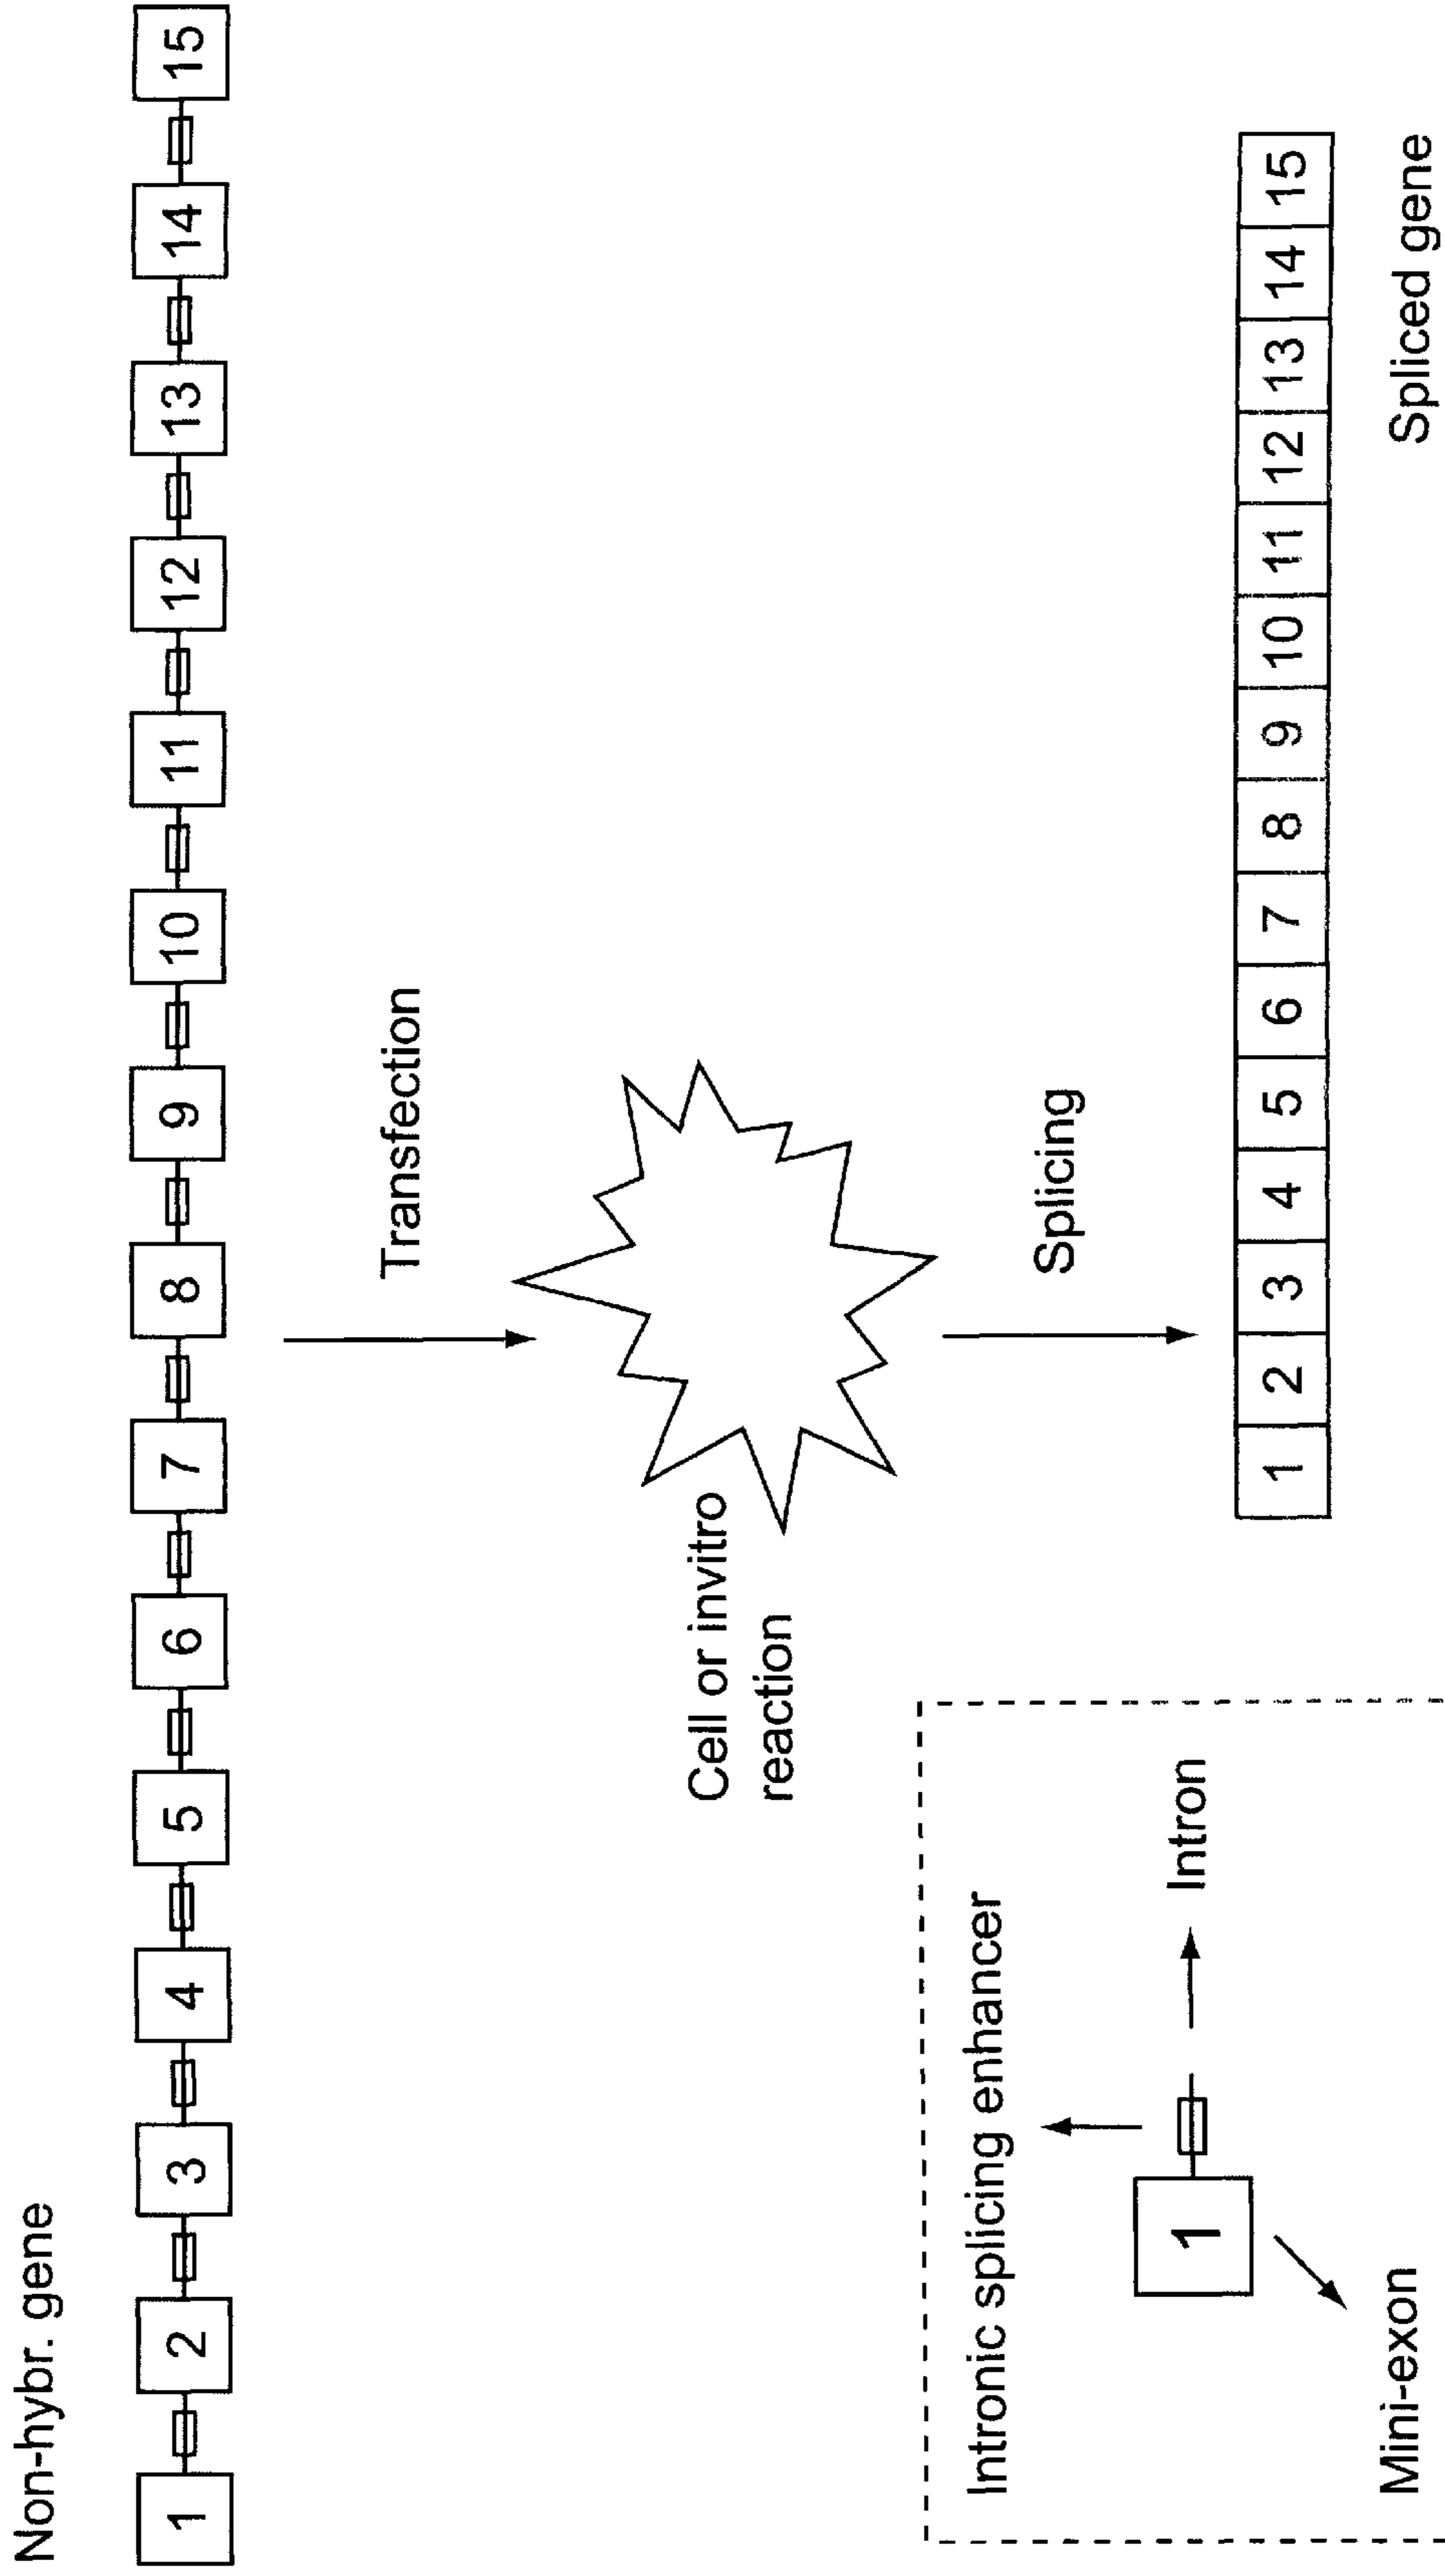 Non-hybr. gene
1 2 3 4 5 6 7 8 9 10 11 12 13 14 15
Transfection
Cell or invitro
reaction
Splicing
1 2 3 4 5 6 7 8 9 10 11 12 13 14 15
Spliced gene
Intronic splicing enhancer
1
Intron
Mini-exon